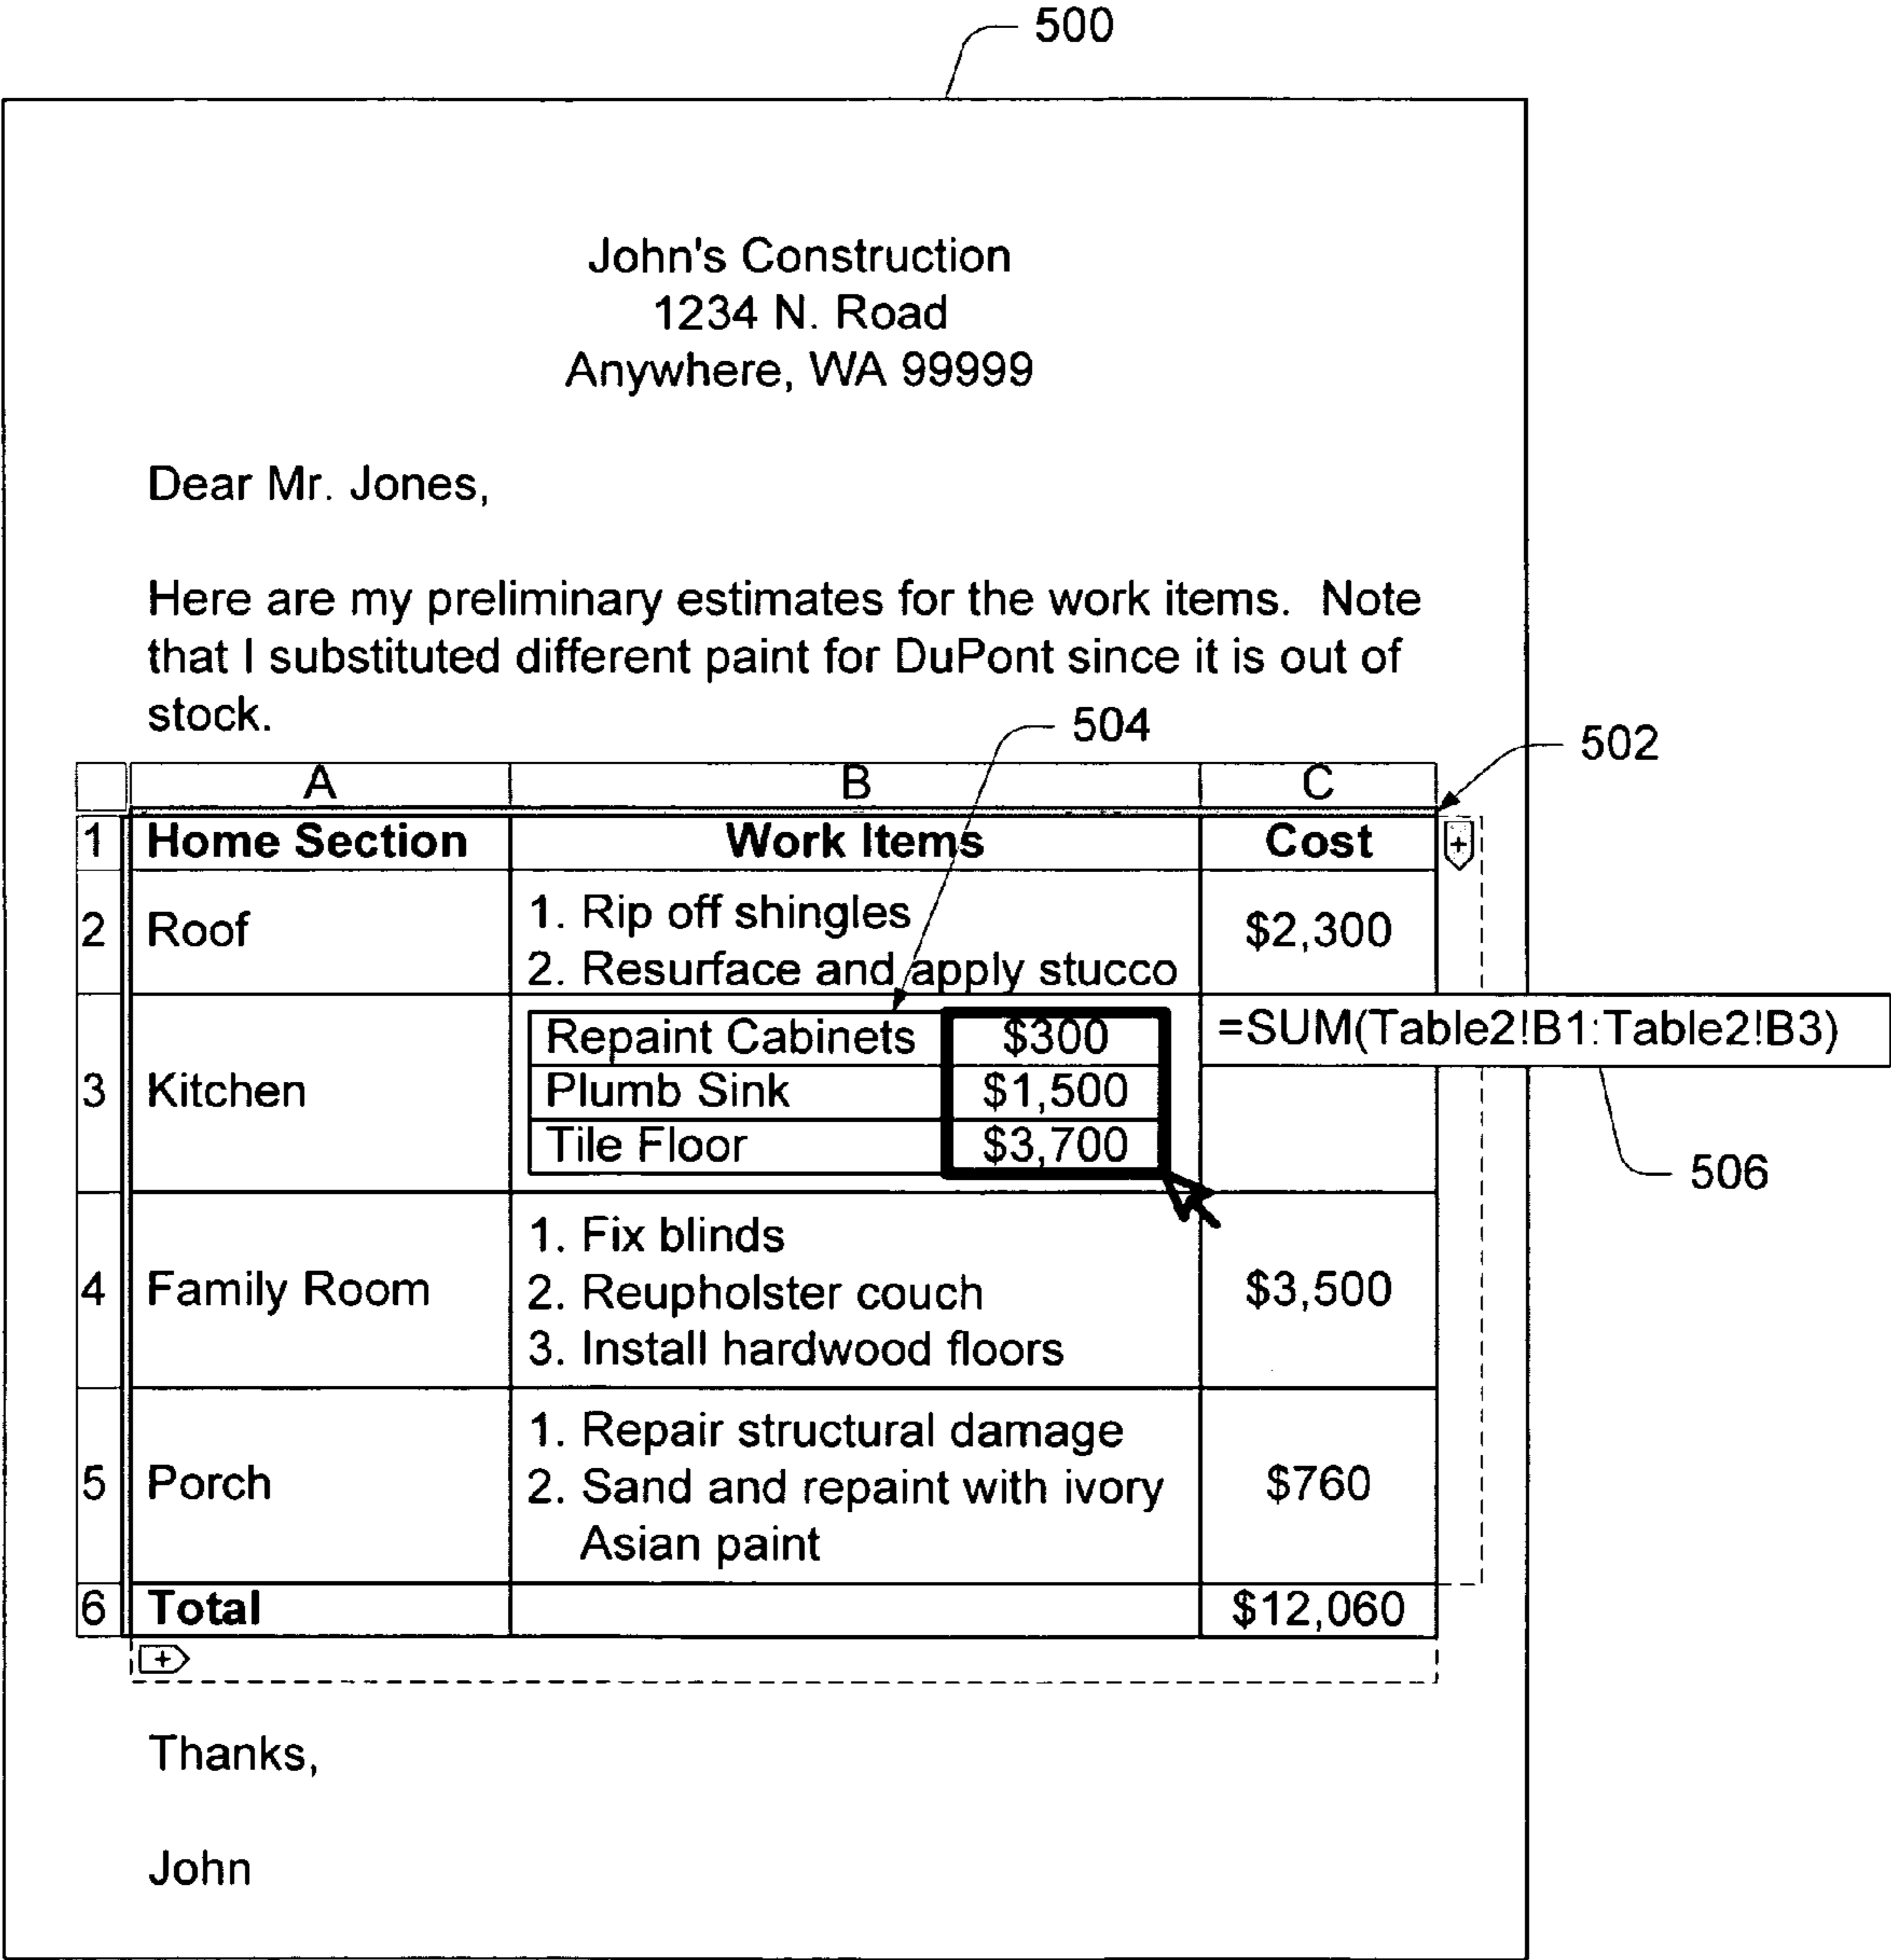 500
John's Construction
1234 N. Road
Anywhere, WA 99999
Dear Mr. Jones,
Here are my preliminary estimates for the work items. Note
that I substituted different paint for DuPont since it is out of
stock.
504
502
A B C
1 Home Section Work Items Cost
+
2 Roof
1. Rip off shingles
2. Resurface and apply stucco
$2,300
3 Kitchen
Repaint Cabinets $300
Plumb Sink $1,500
Tile Floor $3,700
=SUM(Table2!B1:Table2!B3)
506
4 Family Room
1. Fix blinds
2. Reupholster couch
3. Install hardwood floors
$3,500
5 Porch
1. Repair structural damage
2. Sand and repaint with ivory
Asian paint
$760
6 Total $12,060
+
Thanks,
John